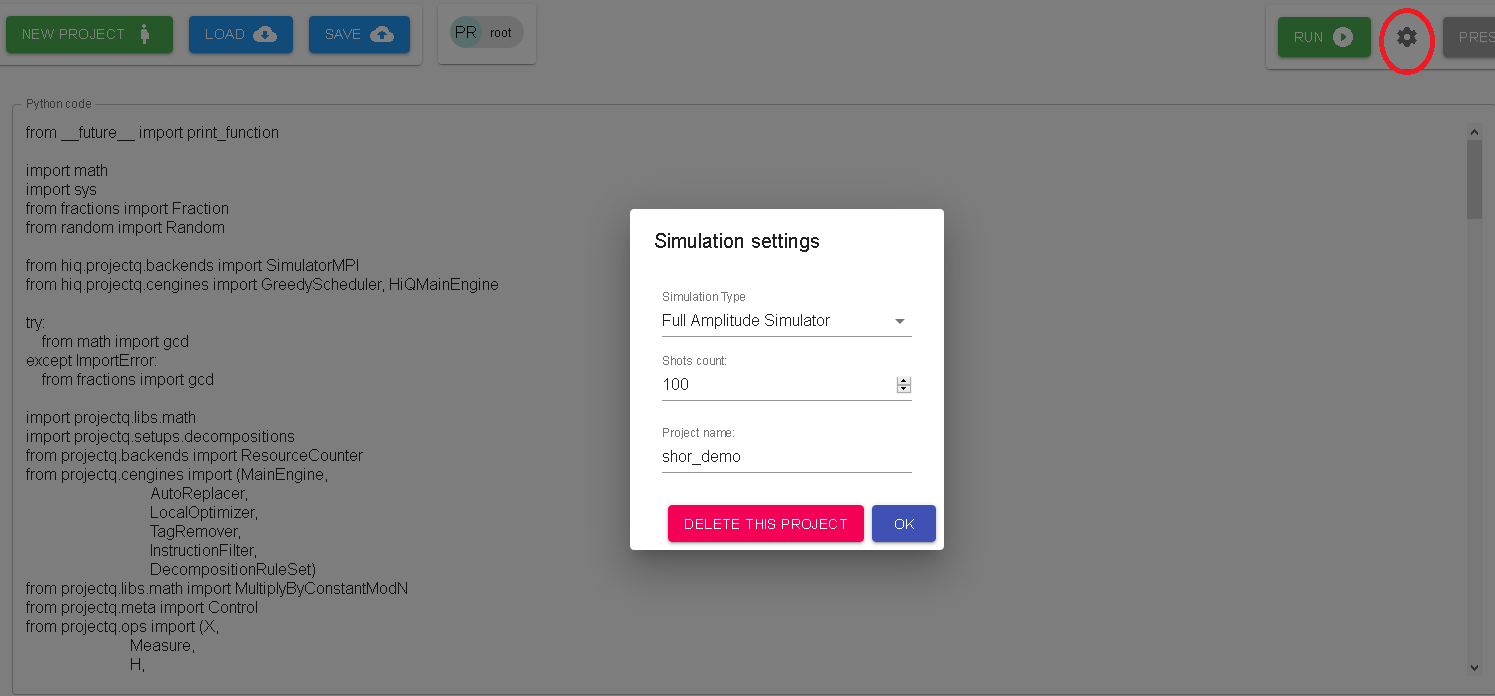 NEW PROJECT
LOAD
SAVE
PR root
RUN
PRES
Python code
from __future__ import print_function
import math
import sys
from fractions import Fraction
from random import Random
from hiq.projectq.backends import SimulatorMPI
from hiq.projectq.cengines import GreedyScheduler, HiQMainEngine
try:
    from math import gcd
except ImportError:
    from fractions import gcd
import projectq.libs.math
import projectq.setups.decompositions
from projectq.backends import ResourceCounter
from projectq.cengines import (MainEngine,
                               AutoReplacer,
                               LocalOptimizer,
                               TagRemover,
                               InstructionFilter,
                               DecompositionRuleSet)
from projectq.libs.math import MultiplyByConstantModN
from projectq.meta import Control
from projectq.ops import (X,
                          Measure,
                          H,
Simulation settings
Simulation Type
Full Amplitude Simulator
Shots count:
100
Project name:
shor_demo
DELETE THIS PROJECT
OK